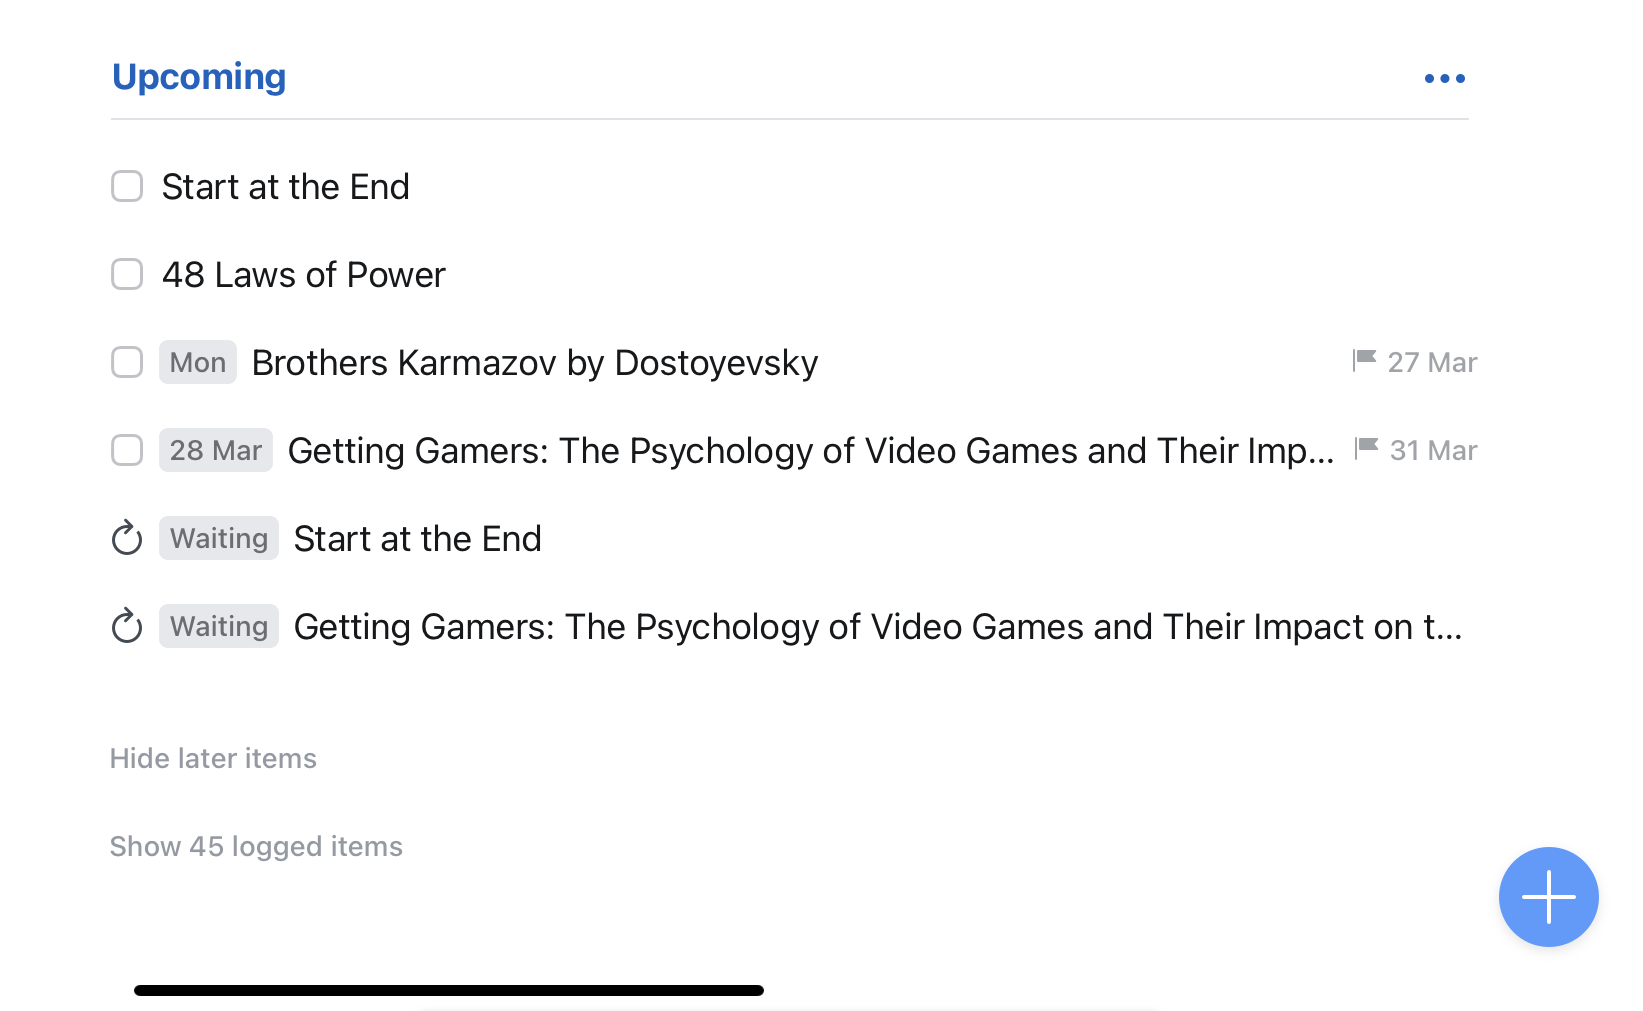 Upcoming
Start at the End
48 Laws of Power
Mon Brothers Karmazov by Dostoyevsky 27 Mar
28 Mar Getting Gamers: The Psychology of Video Games and Their Imp... 31 Mar
Waiting Start at the End
Waiting Getting Gamers: The Psychology of Video Games and Their Impact on t...
Hide later items
Show 45 logged items